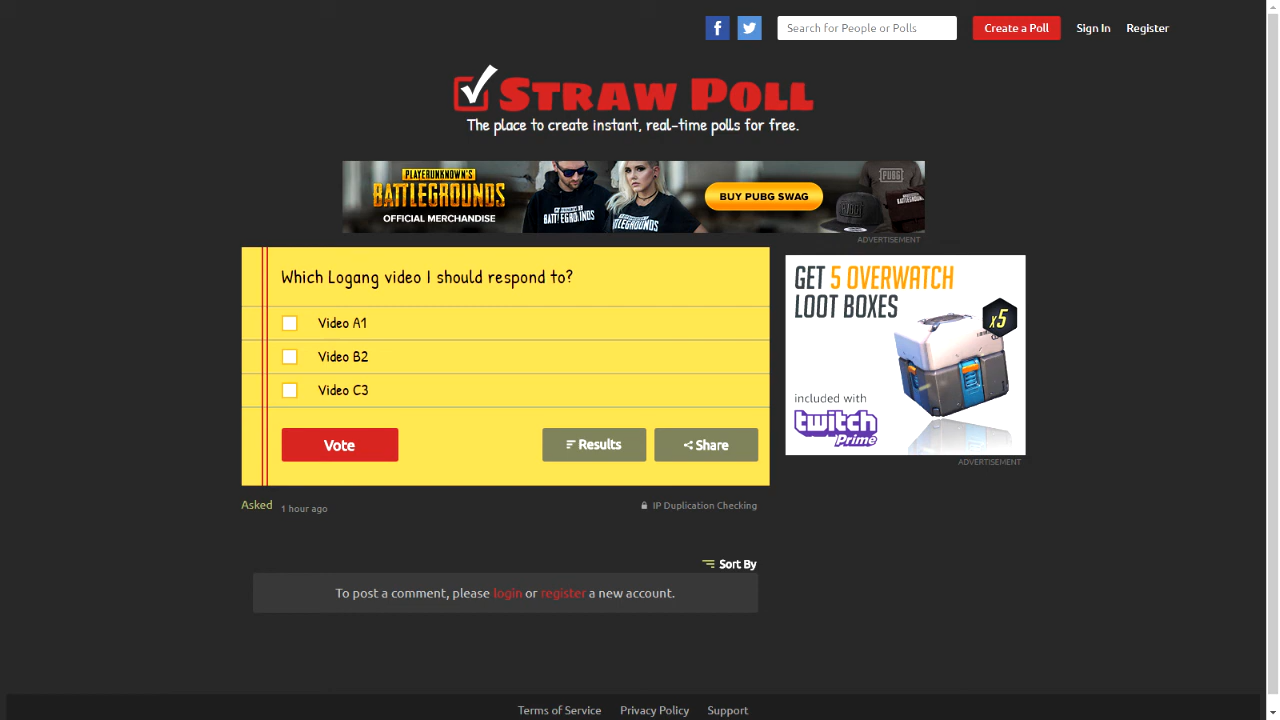 Search for People or Polls
Create a Poll
Sign In
Register
STRAW POLL
The place to create instant, real-time polls for free.
PLAYERUNKNOWN'S
BATTLEGROUNDS
OFFICIAL MERCHANDISE
BUY PUBG SWAG
PUBG
ADVERTISEMENT
Which Logang video I should respond to?
Video A1
Video B2
Video C3
Vote
Results
Share
GET 5 OVERWATCH
LOOT BOXES
x5
included with
twitch
Prime
ADVERTISEMENT
Asked 1 hour ago
IP Duplication Checking
Sort By
To post a comment, please login or register a new account.
Terms of Service
Privacy Policy
Support